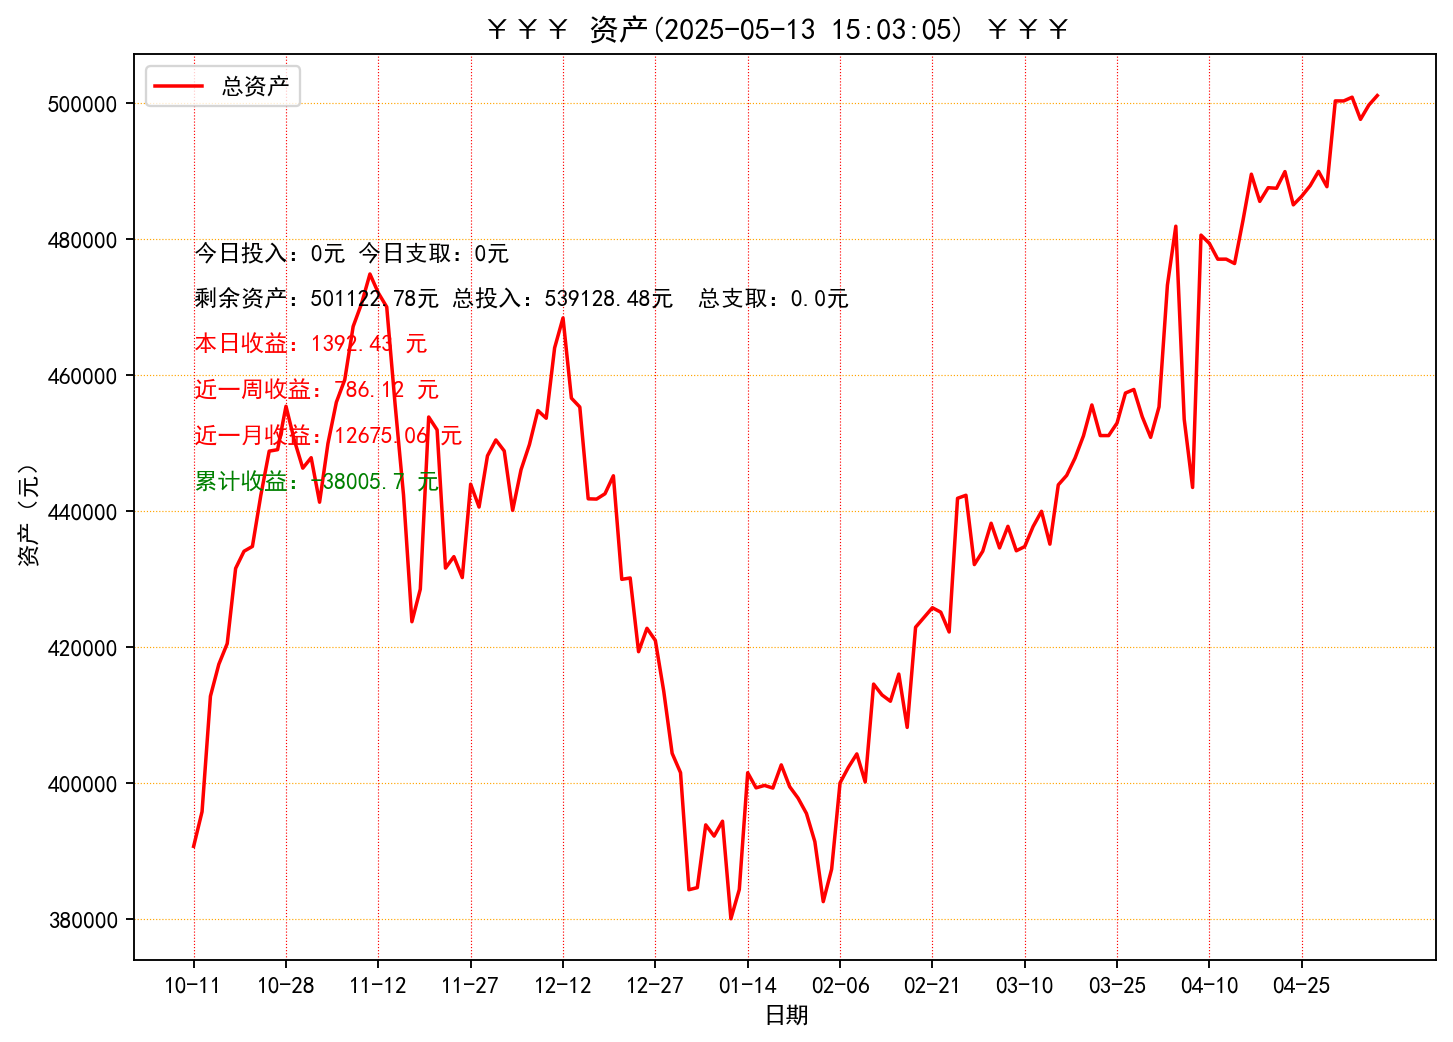 ￥￥￥ 资产(2025-05-13 15:03:05) ￥￥￥
总资产
500000
480000
460000
440000
420000
400000
380000
资产（元）
今日投入：0元 今日支取：0元
剩余资产：501122.78元 总投入：539128.48元  总支取：0.0元
本日收益：1392.43 元
近一周收益：786.12 元
近一月收益：12675.06 元
累计收益：-38005.7 元
10-11 10-28 11-12 11-27 12-12 12-27 01-14 02-06 02-21 03-10 03-25 04-10 04-25
日期